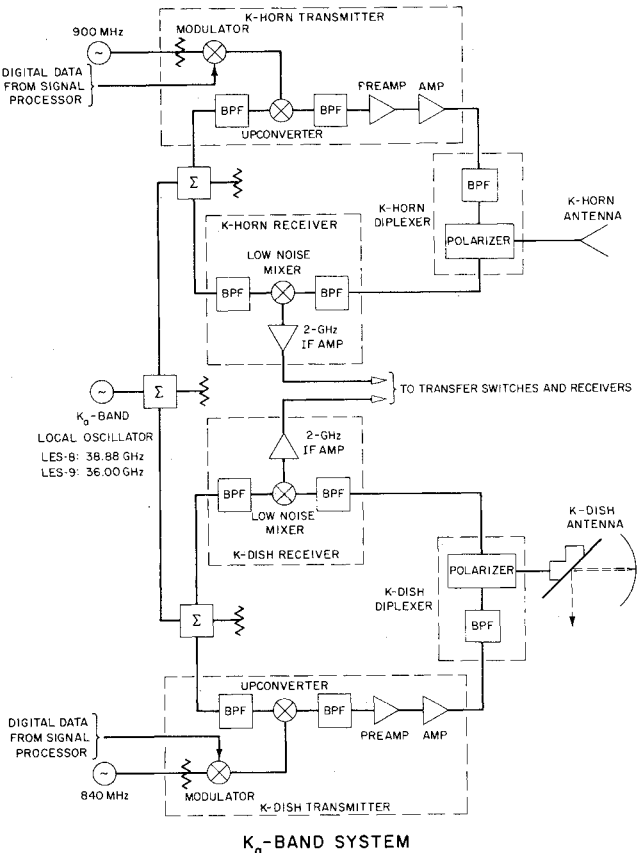 K-HORN TRANSMITTER
MODULATOR
900 MHz
~
DIGITAL DATA
FROM SIGNAL
PROCESSOR
PREAMP
AMP
BPF
BPF
UPCONVERTER
Σ
BPF
K-HORN
DIPLEXER
POLARIZER
K-HORN
ANTENNA
K-HORN RECEIVER
LOW NOISE
MIXER
BPF
BPF
2-GHz
IF AMP
TO TRANSFER SWITCHES AND RECEIVERS
~
Σ
Ka-BAND
LOCAL OSCILLATOR
LES-8: 38.88 GHz
LES-9: 36.00 GHz
2-GHz
IF AMP
BPF
BPF
LOW NOISE
MIXER
K-DISH RECEIVER
K-DISH
ANTENNA
POLARIZER
K-DISH
DIPLEXER
BPF
Σ
UPCONVERTER
BPF
BPF
PREAMP
AMP
DIGITAL DATA
FROM SIGNAL
PROCESSOR
~
840 MHz
MODULATOR
K-DISH TRANSMITTER
Ka-BAND SYSTEM